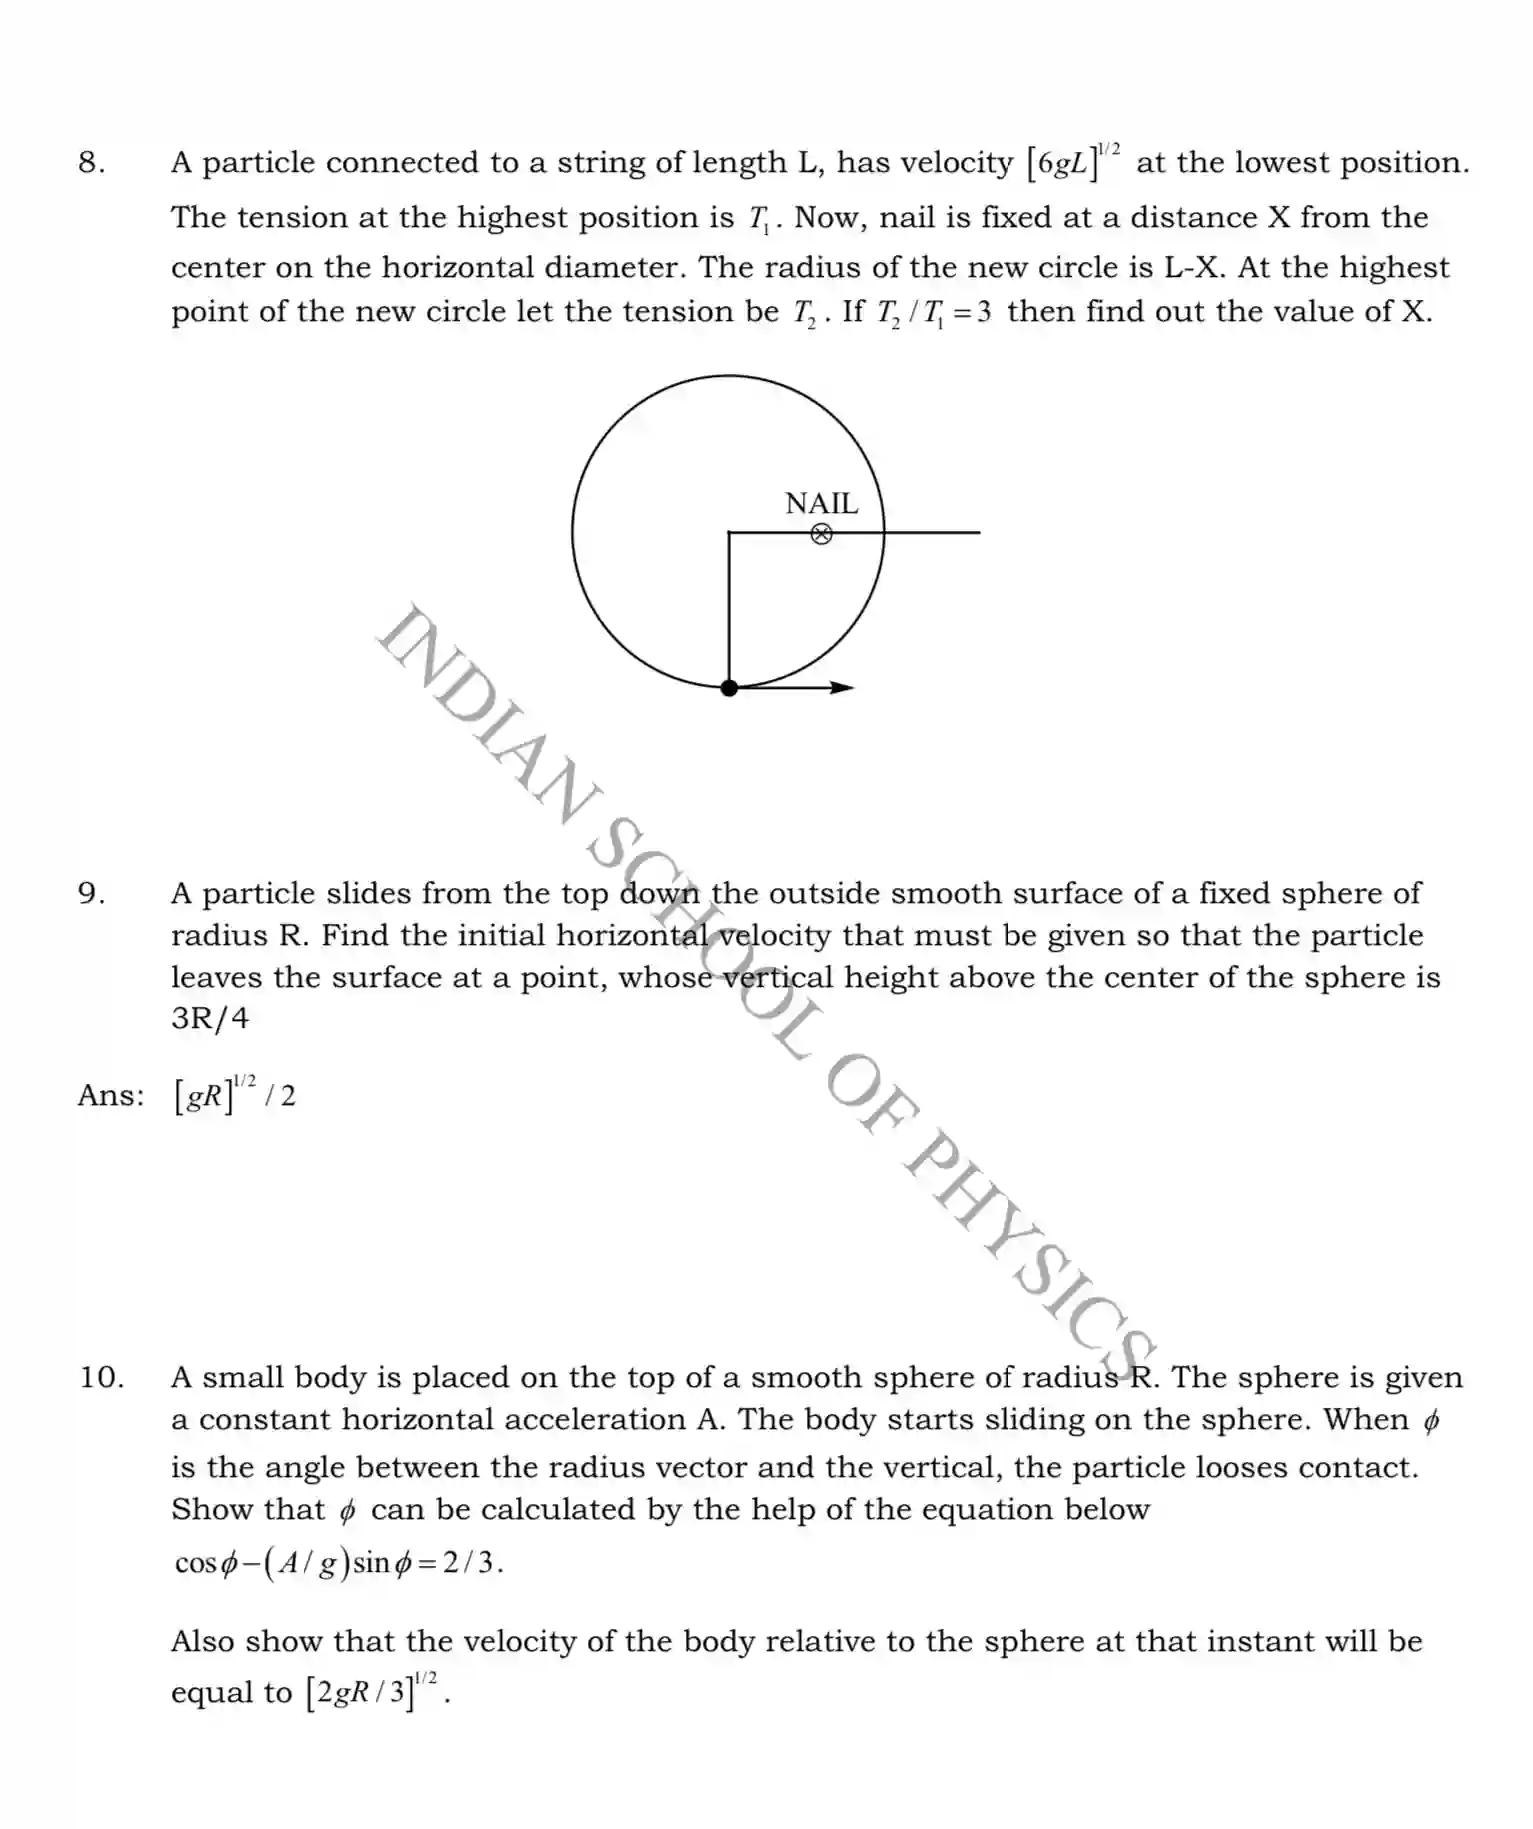 8. A particle connected to a string of length L, has velocity [6gL]^{1/2} at the lowest position.
The tension at the highest position is T_1. Now, nail is fixed at a distance X from the
center on the horizontal diameter. The radius of the new circle is L-X. At the highest
point of the new circle let the tension be T_2. If T_2/T_1=3 then find out the value of X.
NAIL
INDIAN SCHOOL OF PHYSICS
9. A particle slides from the top down the outside smooth surface of a fixed sphere of
radius R. Find the initial horizontal velocity that must be given so that the particle
leaves the surface at a point, whose vertical height above the center of the sphere is
3R/4
Ans: [gR]^{1/2}/2
10. A small body is placed on the top of a smooth sphere of radius R. The sphere is given
a constant horizontal acceleration A. The body starts sliding on the sphere. When ϕ
is the angle between the radius vector and the vertical, the particle looses contact.
Show that ϕ can be calculated by the help of the equation below
cosϕ-(A/g)sinϕ=2/3.
Also show that the velocity of the body relative to the sphere at that instant will be
equal to [2gR/3]^{1/2}.